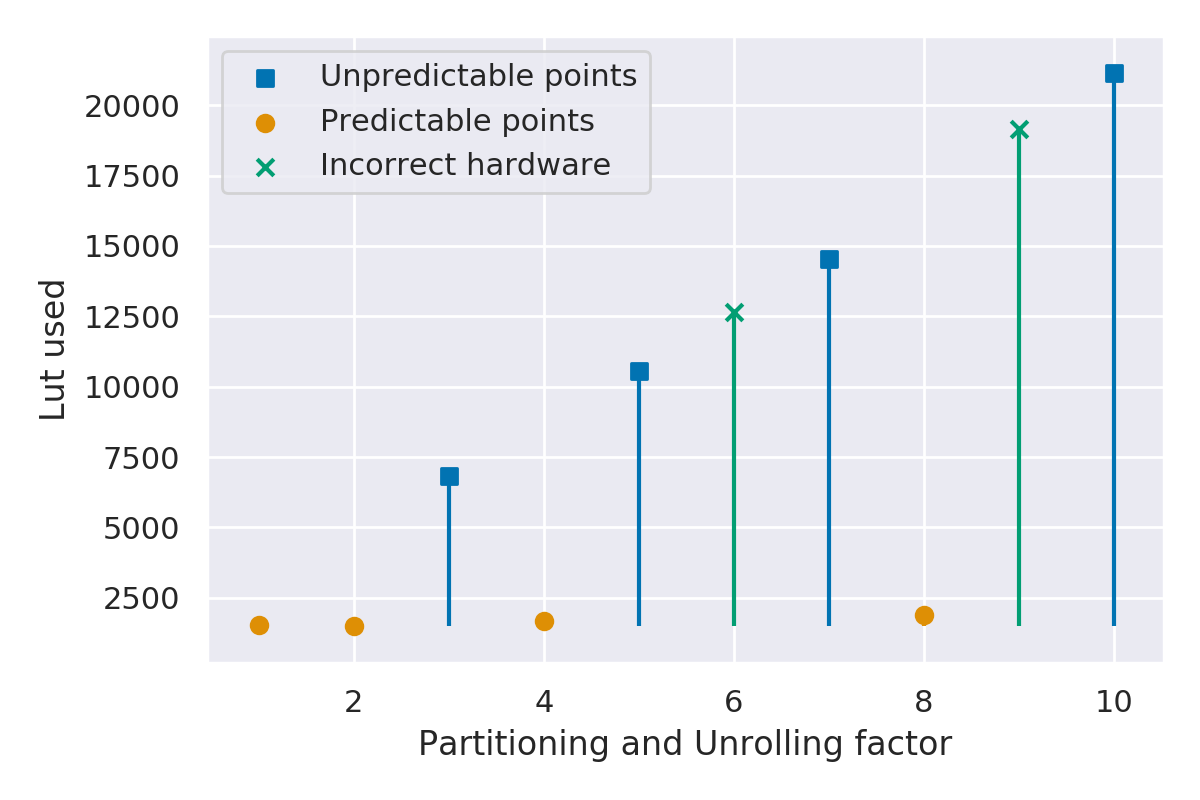 Unpredictable points
Predictable points
Incorrect hardware
20000
17500
15000
12500
10000
7500
5000
2500
Lut used
2 4 6 8 10
Partitioning and Unrolling factor